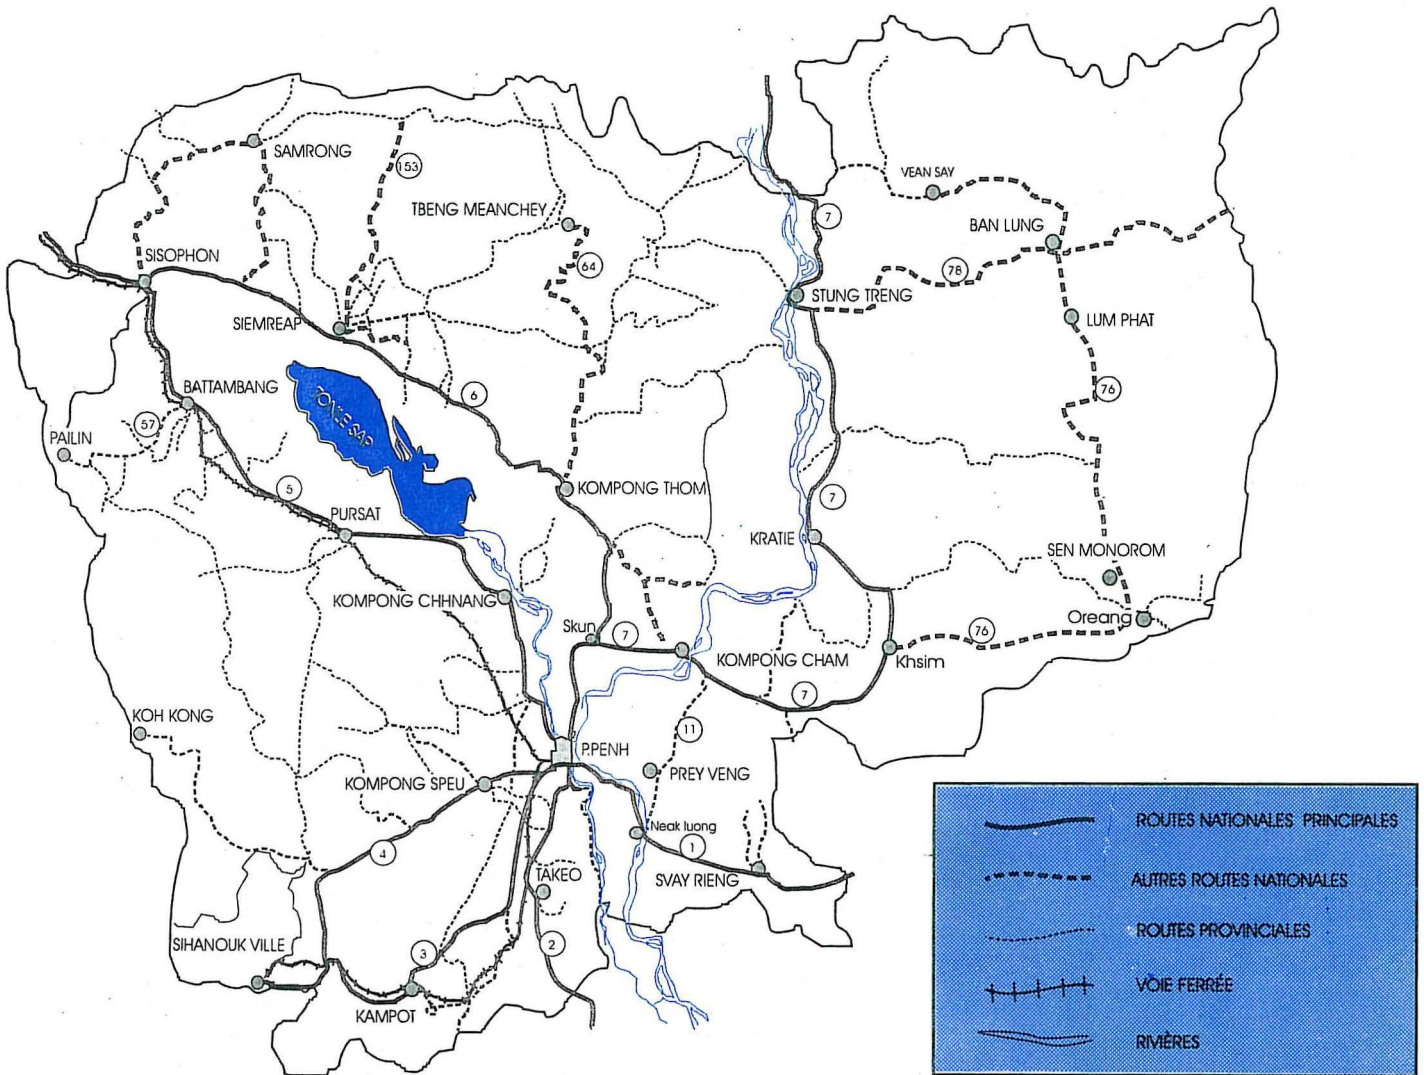 SAMRONG
153
VEAN SAY
TBENG MEANCHEY
7
BAN LUNG
SISOPHON
64
78
STUNG TRENG
SIEMREAP
LUM PHAT
BATTAMBANG
TONLE SAP
6
76
57
PAILIN
5
KOMPONG THOM
PURSAT
7
KRATIE
SEN MONOROM
KOMPONG CHHNANG
Skun
7
Oreang
76
KOMPONG CHAM
Khsim
7
KOH KONG
11
P.PENH
KOMPONG SPEU
PREY VENG
Neak luong
1
4
SVAY RIENG
TAKEO
SIHANOUK VILLE
3
2
KAMPOT
ROUTES NATIONALES PRINCIPALES
AUTRES ROUTES NATIONALES
ROUTES PROVINCIALES
VOIE FERRÉE
RIVIÈRES